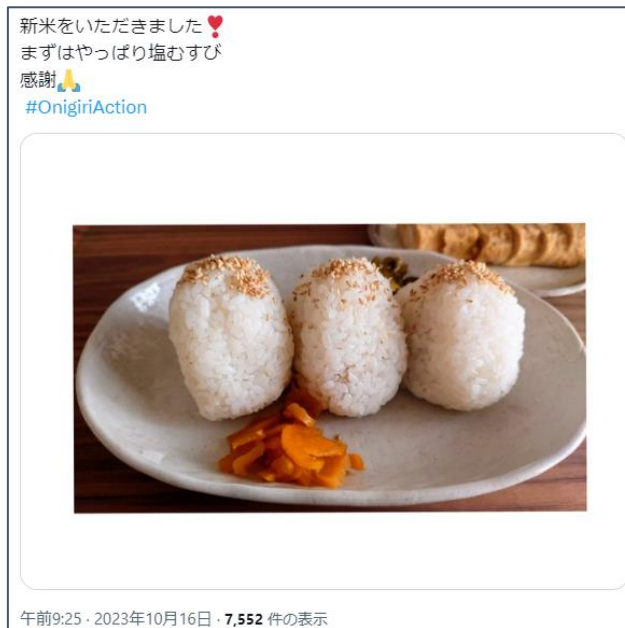 新米をいただきました❣️
まずはやっぱり塩むすび
感謝🙏
#OnigiriAction
午前9:25 · 2023年10月16日 · 7,552 件の表示